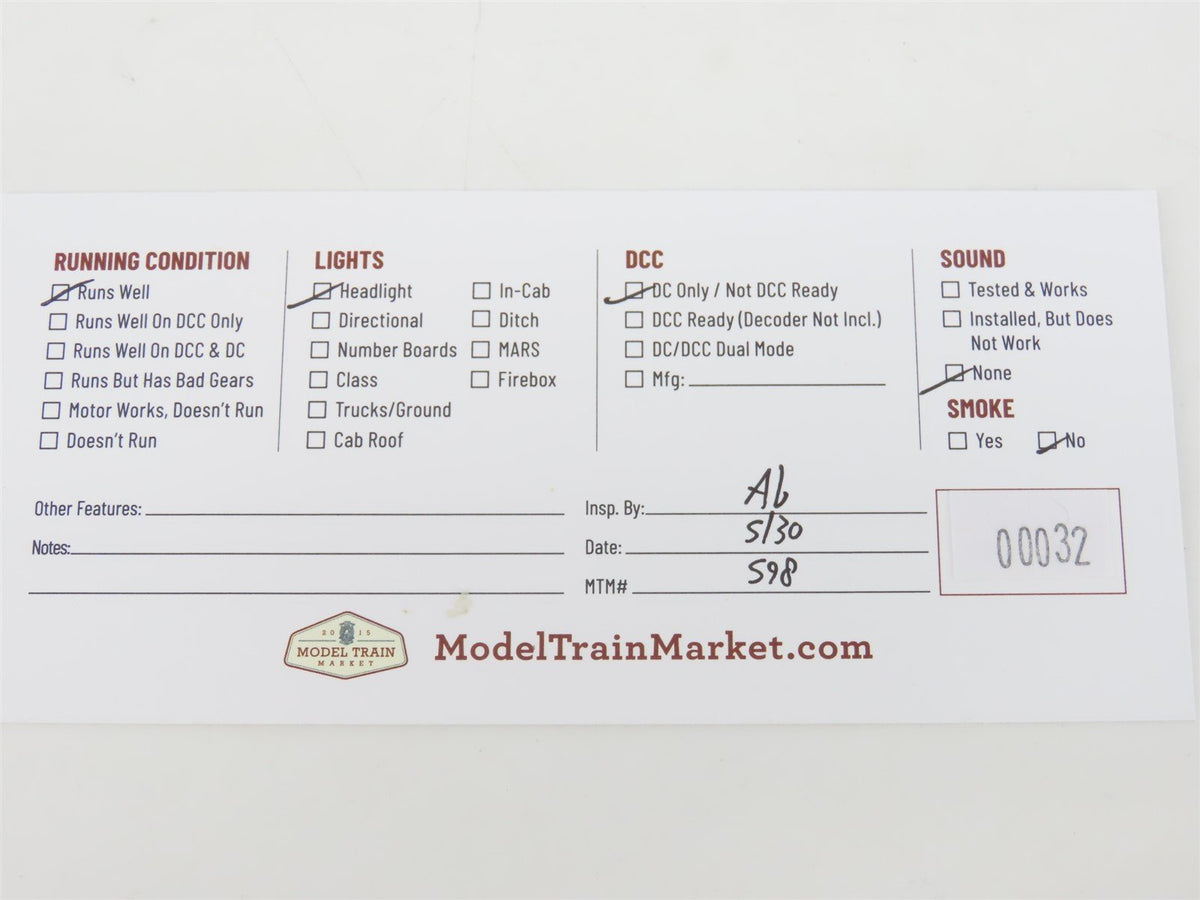 RUNNING CONDITION
Runs Well
Runs Well On DCC Only
Runs Well On DCC & DC
Runs But Has Bad Gears
Motor Works, Doesn't Run
Doesn't Run
LIGHTS
Headlight
Directional
Number Boards
Class
Trucks/Ground
Cab Roof
In-Cab
Ditch
MARS
Firebox
DCC
DC Only / Not DCC Ready
DCC Ready (Decoder Not Incl.)
DC/DCC Dual Mode
Mfg:
SOUND
Tested & Works
Installed, But Does
Not Work
None
SMOKE
Yes No
Other Features:
Notes:
Insp. By:
Date: 5/30
MTM# 598
00032
2015
MODEL TRAIN
MARKET
ModelTrainMarket.com